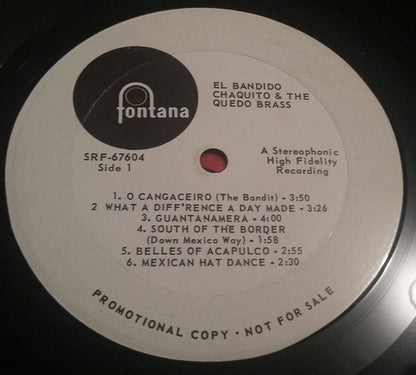 fontana
EL BANDIDO
CHAQUITO & THE
QUEDO BRASS
SRF-67604
Side 1
A Stereophonic
High Fidelity
Recording
1. O CANGACEIRO (The Bandit) - 3:50
2 WHAT A DIFF'RENCE A DAY MADE - 3:26
3. GUANTANAMERA - 4:00
4. SOUTH OF THE BORDER
(Down Mexico Way) - 1:58
5. BELLES OF ACAPULCO - 2:55
6. MEXICAN HAT DANCE - 2:30
PROMOTIONAL COPY • NOT FOR SALE